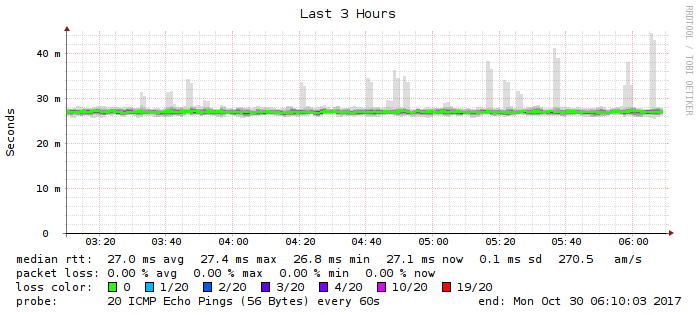 Last 3 Hours
RRDTOOL / TOBI OETIKER
Seconds
40 m
30 m
20 m
10 m
0
03:20 03:40 04:00 04:20 04:40 05:00 05:20 05:40 06:00
median rtt: 27.0 ms avg 27.4 ms max 26.8 ms min 27.1 ms now 0.1 ms sd 270.5 am/s
packet loss: 0.00 % avg 0.00 % max 0.00 % min 0.00 % now
loss color: 0 1/20 2/20 3/20 4/20 10/20 19/20
probe: 20 ICMP Echo Pings (56 Bytes) every 60s end: Mon Oct 30 06:10:03 2017